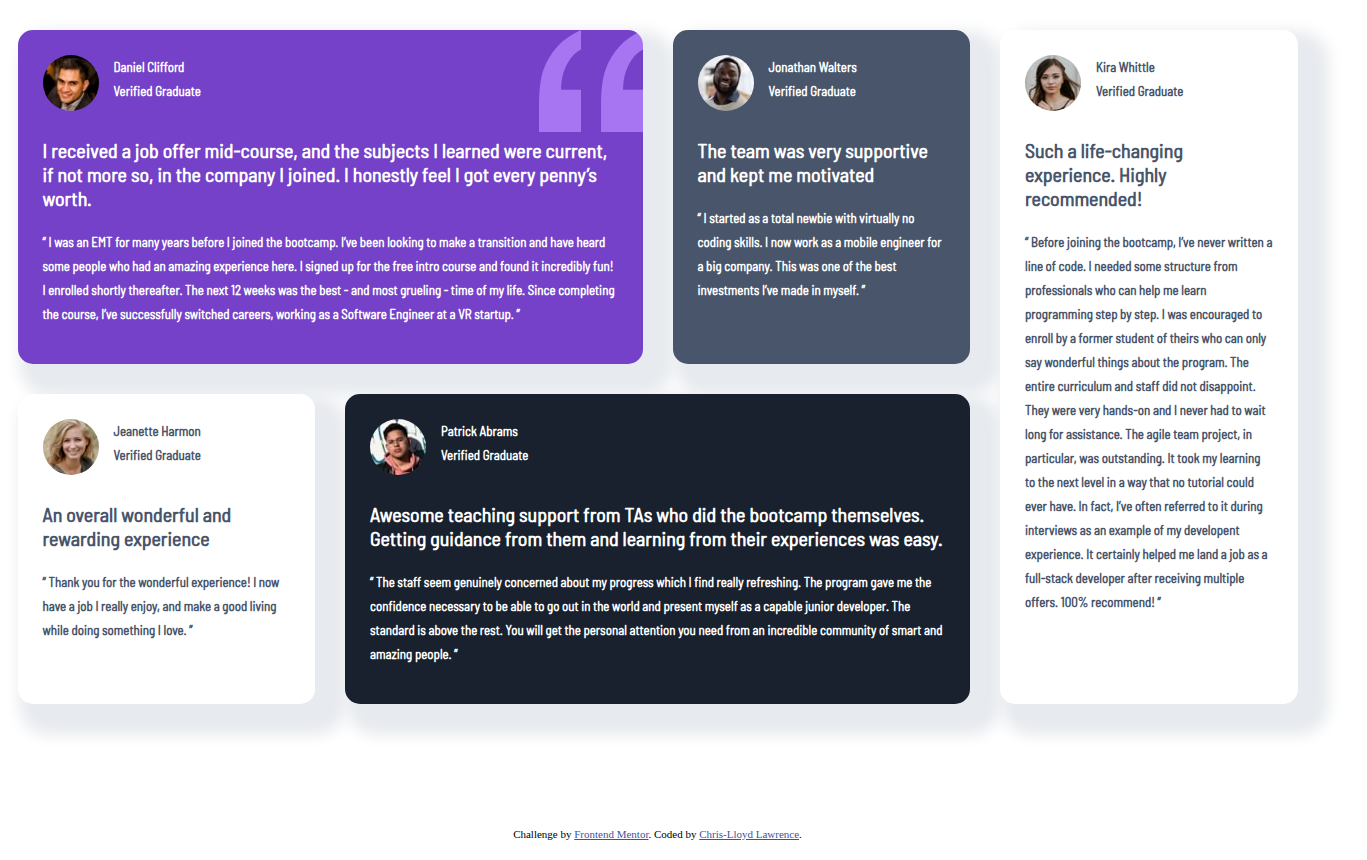 Daniel Clifford
Verified Graduate
I received a job offer mid-course, and the subjects I learned were current,
if not more so, in the company I joined. I honestly feel I got every penny’s
worth.
“ I was an EMT for many years before I joined the bootcamp. I’ve been looking to make a transition and have heard
some people who had an amazing experience here. I signed up for the free intro course and found it incredibly fun!
I enrolled shortly thereafter. The next 12 weeks was the best - and most grueling - time of my life. Since completing
the course, I’ve successfully switched careers, working as a Software Engineer at a VR startup. ”
Jonathan Walters
Verified Graduate
The team was very supportive
and kept me motivated
“ I started as a total newbie with virtually no
coding skills. I now work as a mobile engineer for
a big company. This was one of the best
investments I’ve made in myself. ”
Kira Whittle
Verified Graduate
Such a life-changing
experience. Highly
recommended!
“ Before joining the bootcamp, I’ve never written a
line of code. I needed some structure from
professionals who can help me learn
programming step by step. I was encouraged to
enroll by a former student of theirs who can only
say wonderful things about the program. The
entire curriculum and staff did not disappoint.
They were very hands-on and I never had to wait
long for assistance. The agile team project, in
particular, was outstanding. It took my learning
to the next level in a way that no tutorial could
ever have. In fact, I’ve often referred to it during
interviews as an example of my developent
experience. It certainly helped me land a job as a
full-stack developer after receiving multiple
offers. 100% recommend! ”
Jeanette Harmon
Verified Graduate
An overall wonderful and
rewarding experience
“ Thank you for the wonderful experience! I now
have a job I really enjoy, and make a good living
while doing something I love. ”
Patrick Abrams
Verified Graduate
Awesome teaching support from TAs who did the bootcamp themselves.
Getting guidance from them and learning from their experiences was easy.
“ The staff seem genuinely concerned about my progress which I find really refreshing. The program gave me the
confidence necessary to be able to go out in the world and present myself as a capable junior developer. The
standard is above the rest. You will get the personal attention you need from an incredible community of smart and
amazing people. ”
Challenge by Frontend Mentor. Coded by Chris-Lloyd Lawrence.